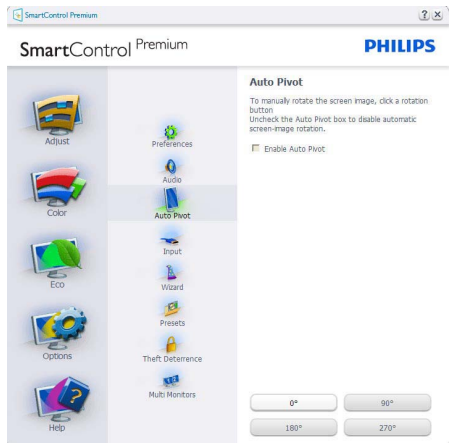 SmartControl Premium
SmartControl Premium
PHILIPS
Adjust
Color
Eco
Options
Help
Preferences
Audio
Auto Pivot
Input
Wizard
Presets
Theft Deterrence
Multi Monitors
Auto Pivot
To manually rotate the screen image, click a rotation
button
Uncheck the Auto Pivot box to disable automatic
screen-image rotation.
Enable Auto Pivot
0°
90°
180°
270°